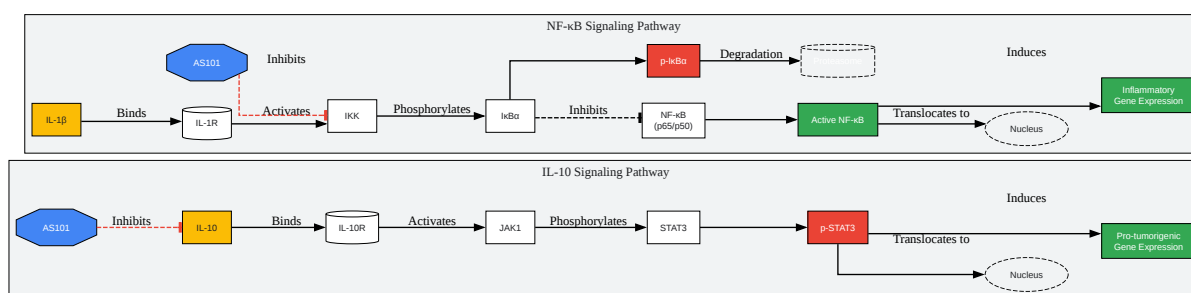 NF-κB Signaling Pathway
AS101
Inhibits
p-IκBα
Degradation
Proteasome
Induces
Inflammatory
Gene Expression
IL-1β
Binds
IL-1R
Activates
IKK
Phosphorylates
IκBα
Inhibits
NF-κB
(p65/p50)
Active NF-κB
Translocates to
Nucleus
IL-10 Signaling Pathway
AS101
Inhibits
IL-10
Binds
IL-10R
Activates
JAK1
Phosphorylates
STAT3
p-STAT3
Translocates to
Induces
Pro-tumorigenic
Gene Expression
Nucleus